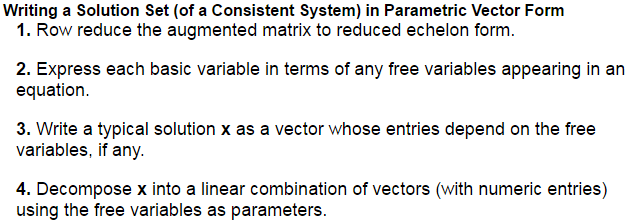 Writing a Solution Set (of a Consistent System) in Parametric Vector Form
1. Row reduce the augmented matrix to reduced echelon form.
2. Express each basic variable in terms of any free variables appearing in an
equation.
3. Write a typical solution x as a vector whose entries depend on the free
variables, if any.
4. Decompose x into a linear combination of vectors (with numeric entries)
using the free variables as parameters.